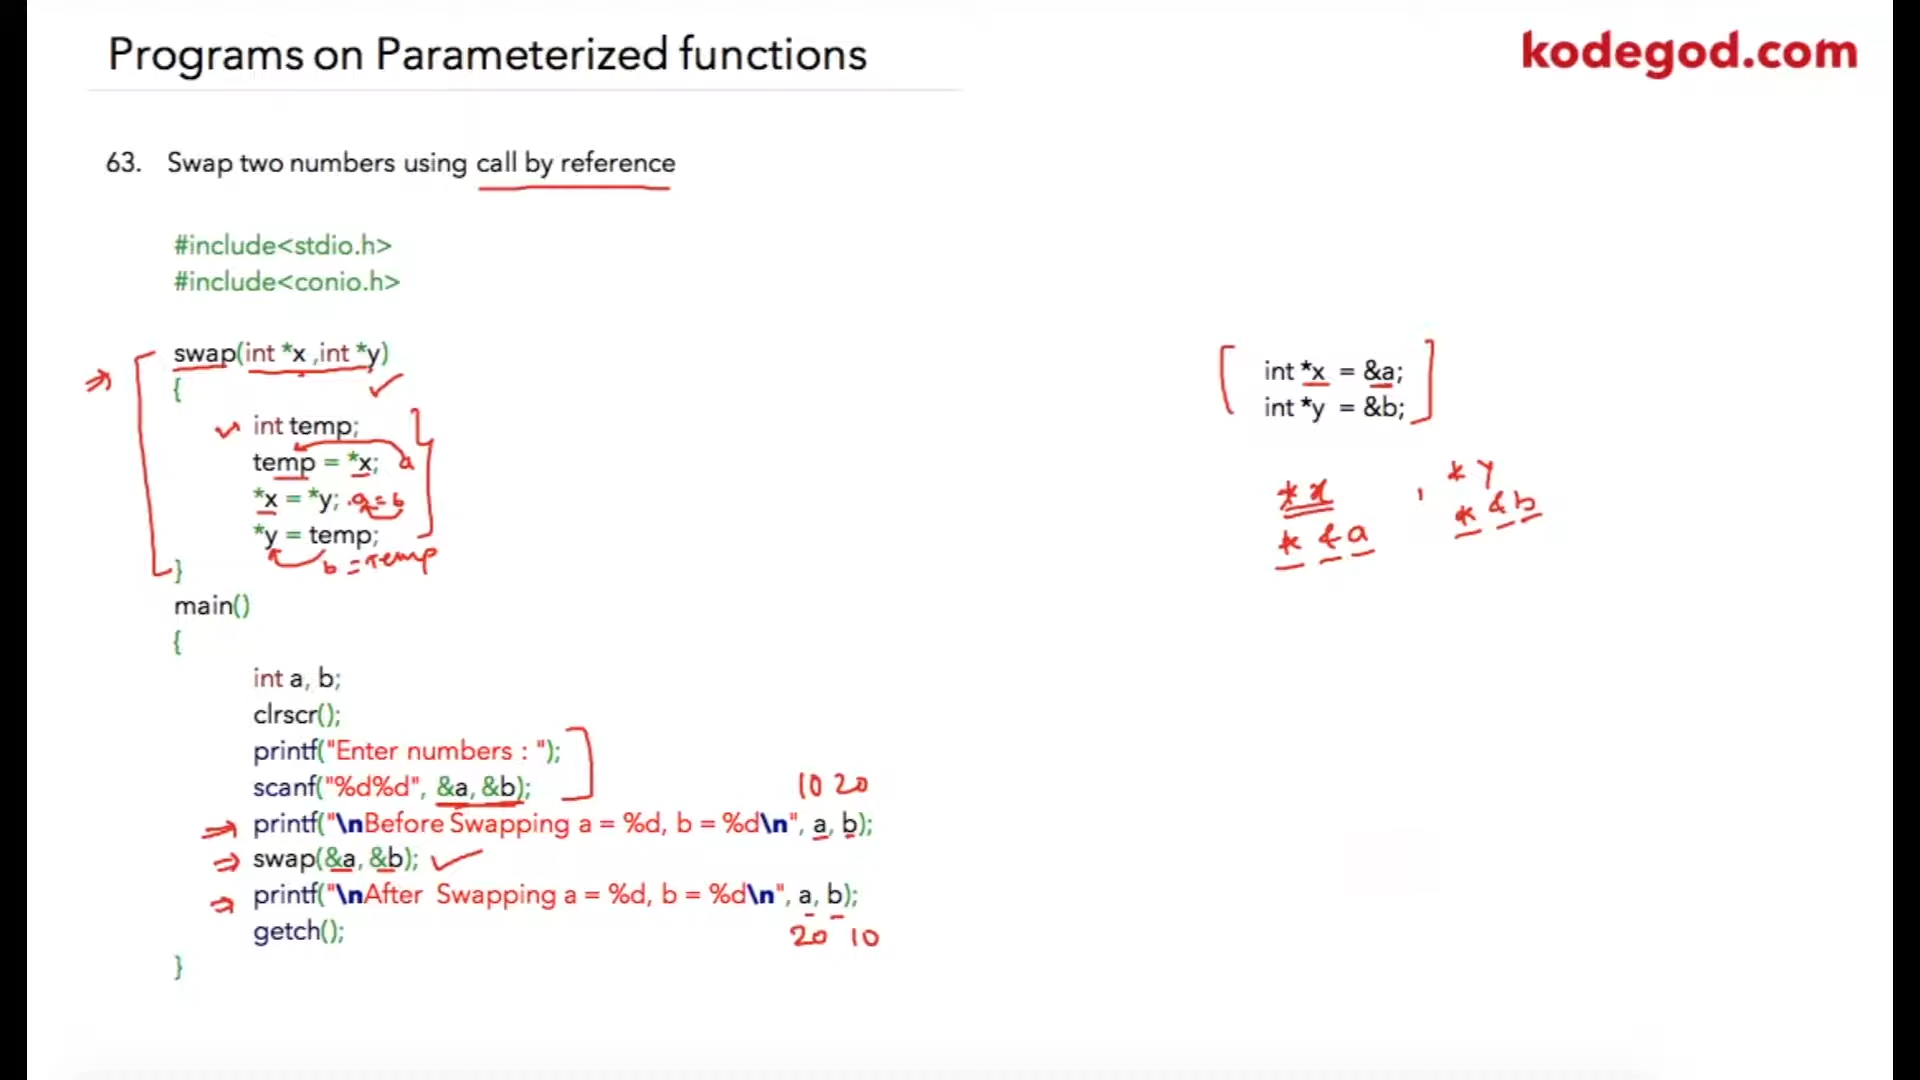 Programs on Parameterized functions
kodegod.com
63. Swap two numbers using call by reference
#include<stdio.h>
#include<conio.h>
swap(int *x ,int *y)
{
int temp;
temp = *x; a
*x = *y; a=b
*y = temp;
b = temp
}
main()
{
int a, b;
clrscr();
printf("Enter numbers : ");
scanf("%d%d", &a, &b);
10 20
printf("\nBefore Swapping a = %d, b = %d\n", a, b);
swap(&a, &b);
printf("\nAfter Swapping a = %d, b = %d\n", a, b);
getch();
20 10
}
int *x = &a;
int *y = &b;
*x , *y
*&a *&b